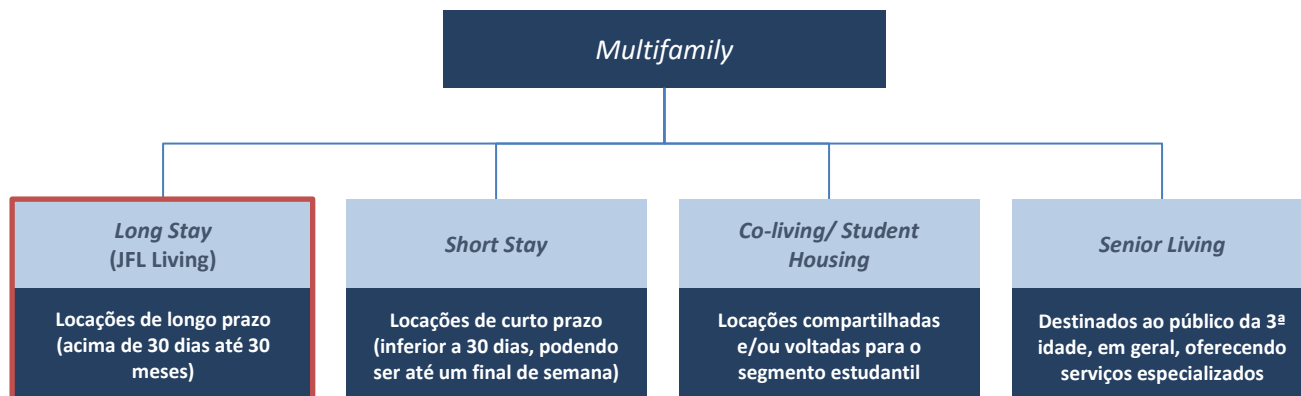 Multifamily
Long Stay
(JFL Living)
Locações de longo prazo
(acima de 30 dias até 30
meses)
Short Stay
Locações de curto prazo
(inferior a 30 dias, podendo
ser até um final de semana)
Co-living/ Student
Housing
Locações compartilhadas
e/ou voltadas para o
segmento estudantil
Senior Living
Destinados ao público da 3ª
idade, em geral, oferecendo
serviços especializados